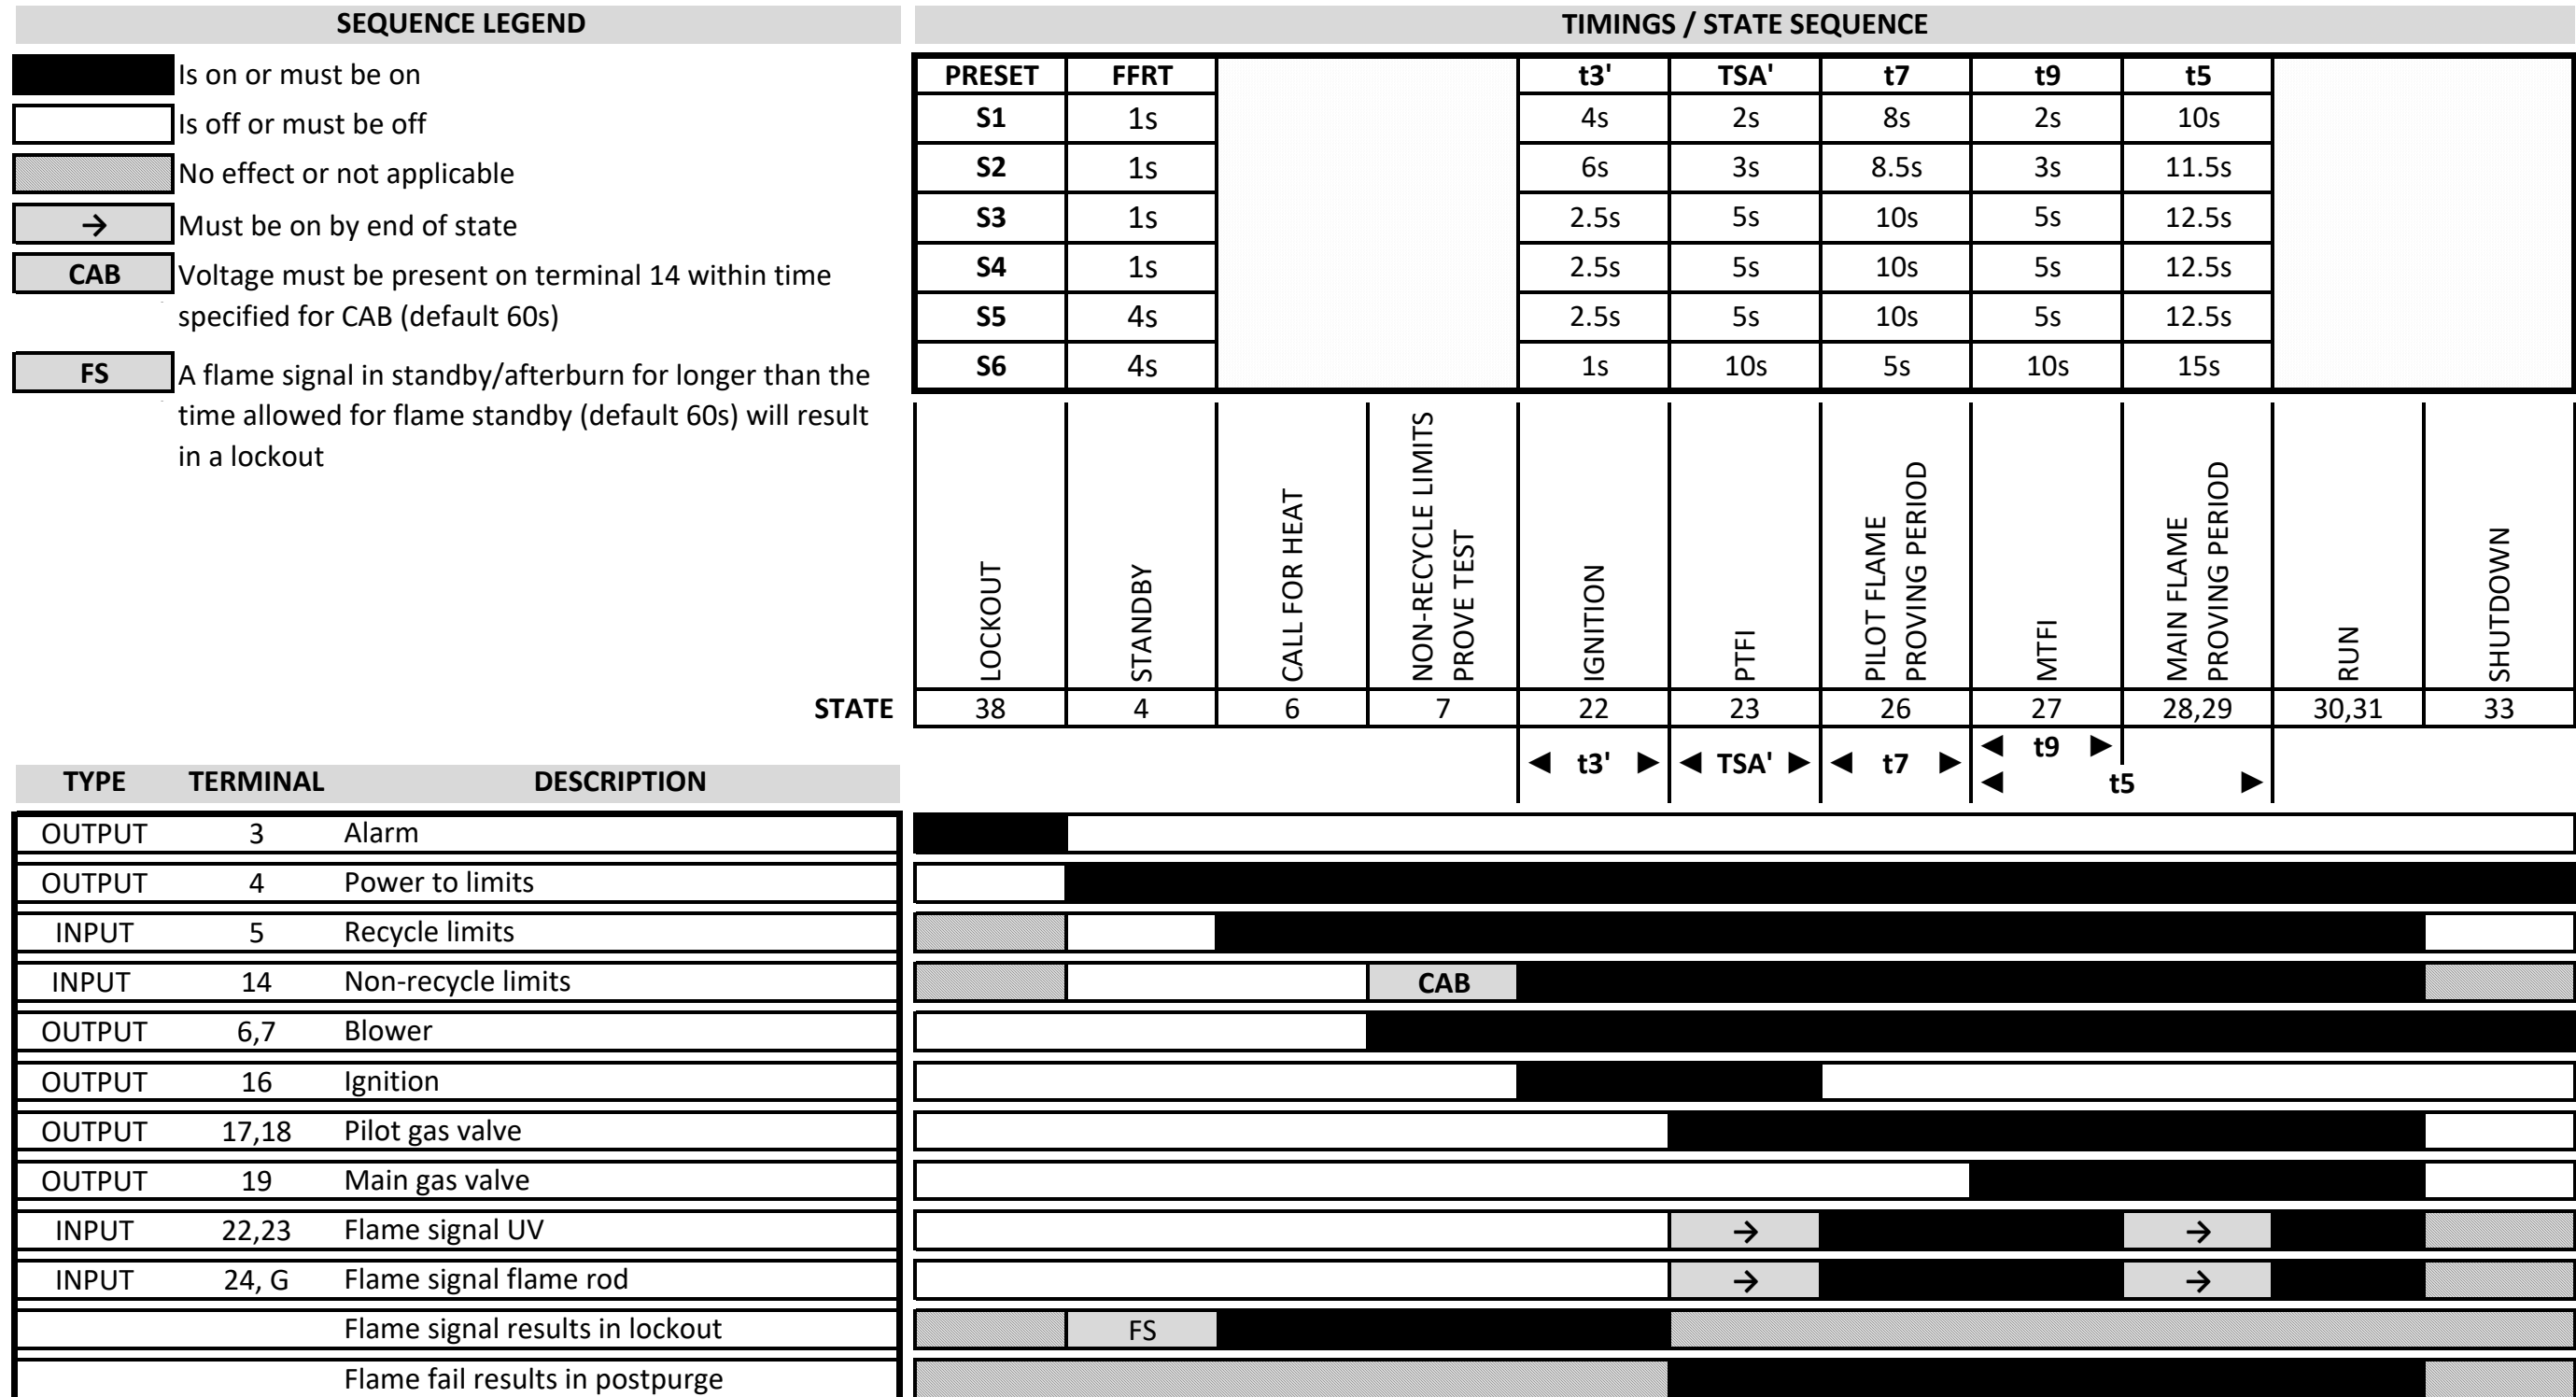 SEQUENCE LEGEND
Is on or must be on
Is off or must be off
No effect or not applicable
→ Must be on by end of state
CAB Voltage must be present on terminal 14 within time
specified for CAB (default 60s)
FS A flame signal in standby/afterburn for longer than the
time allowed for flame standby (default 60s) will result
in a lockout
TIMINGS / STATE SEQUENCE
PRESET FFRT t3' TSA' t7 t9 t5
S1 1s 4s 2s 8s 2s 10s
S2 1s 6s 3s 8.5s 3s 11.5s
S3 1s 2.5s 5s 10s 5s 12.5s
S4 1s 2.5s 5s 10s 5s 12.5s
S5 4s 2.5s 5s 10s 5s 12.5s
S6 4s 1s 10s 5s 10s 15s
LOCKOUT
STANDBY
CALL FOR HEAT
NON-RECYCLE LIMITS
PROVE TEST
IGNITION
PTFI
PILOT FLAME
PROVING PERIOD
MTFI
MAIN FLAME
PROVING PERIOD
RUN
SHUTDOWN
STATE 38 4 6 7 22 23 26 27 28,29 30,31 33
◄ t3' ► ◄ TSA' ► ◄ t7 ► ◄ t9 ►
◄ t5 ►
TYPE TERMINAL DESCRIPTION
OUTPUT 3 Alarm
OUTPUT 4 Power to limits
INPUT 5 Recycle limits
INPUT 14 Non-recycle limits CAB
OUTPUT 6,7 Blower
OUTPUT 16 Ignition
OUTPUT 17,18 Pilot gas valve
OUTPUT 19 Main gas valve
INPUT 22,23 Flame signal UV → →
INPUT 24, G Flame signal flame rod → →
Flame signal results in lockout FS
Flame fail results in postpurge